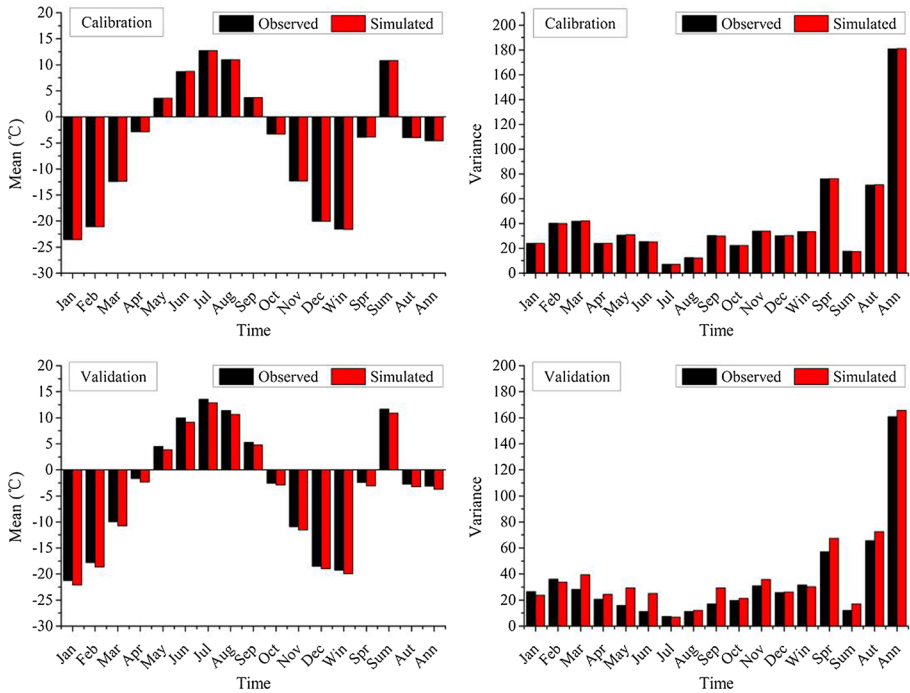 Calibration
Observed
Simulated
Mean (℃)
20
15
10
5
0
-5
-10
-15
-20
-25
-30
Jan
Feb
Mar
Apr
May
Jun
Jul
Aug
Sep
Oct
Nov
Dec
Win
Spr
Sum
Aut
Ann
Time
Calibration
Observed
Simulated
Variance
200
180
160
140
120
100
80
60
40
20
0
Jan
Feb
Mar
Apr
May
Jun
Jul
Aug
Sep
Oct
Nov
Dec
Win
Spr
Sum
Aut
Ann
Time
Validation
Observed
Simulated
Mean (℃)
20
15
10
5
0
-5
-10
-15
-20
-25
-30
Jan
Feb
Mar
Apr
May
Jun
Jul
Aug
Sep
Oct
Nov
Dec
Win
Spr
Sum
Aut
Ann
Time
Validation
Observed
Simulated
Variance
200
180
160
140
120
100
80
60
40
20
0
Jan
Feb
Mar
Apr
May
Jun
Jul
Aug
Sep
Oct
Nov
Dec
Win
Spr
Sum
Aut
Ann
Time